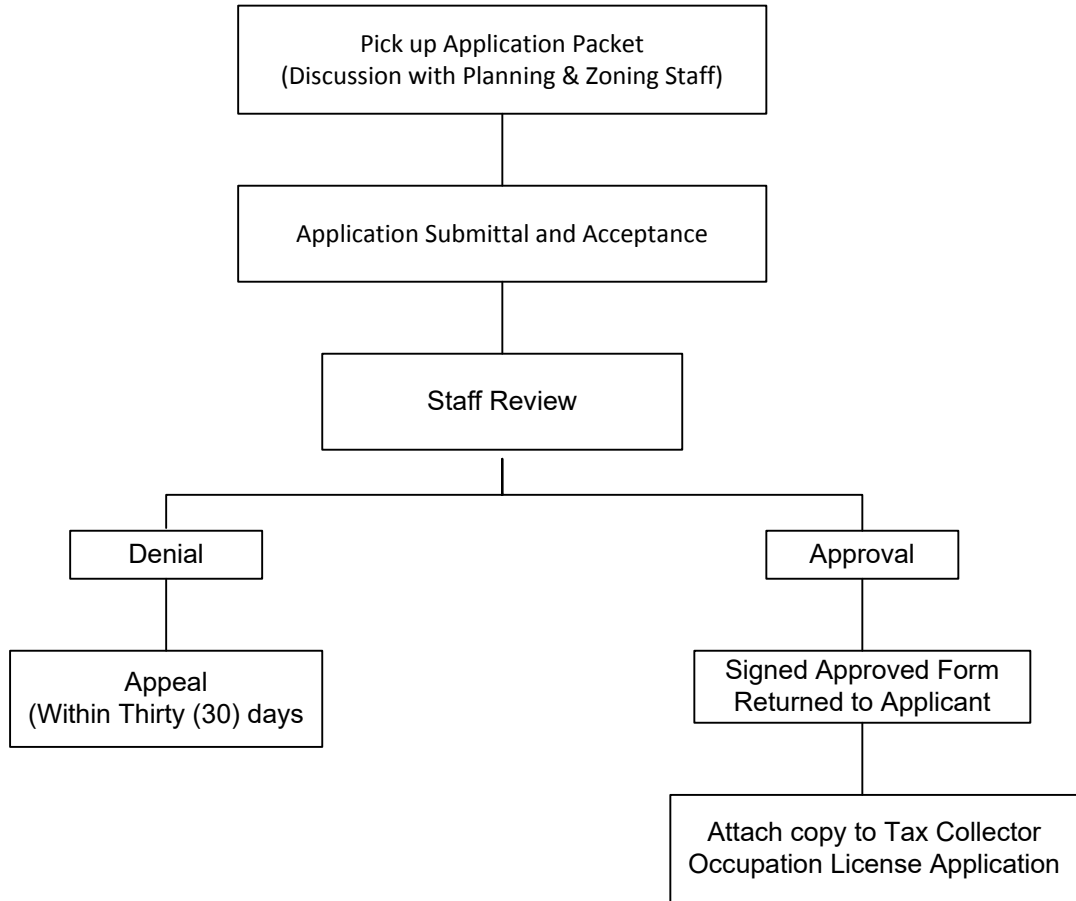 Pick up Application Packet
(Discussion with Planning & Zoning Staff)
Application Submittal and Acceptance
Staff Review
Denial
Approval
Appeal
(Within Thirty (30) days
Signed Approved Form
Returned to Applicant
Attach copy to Tax Collector
Occupation License Application